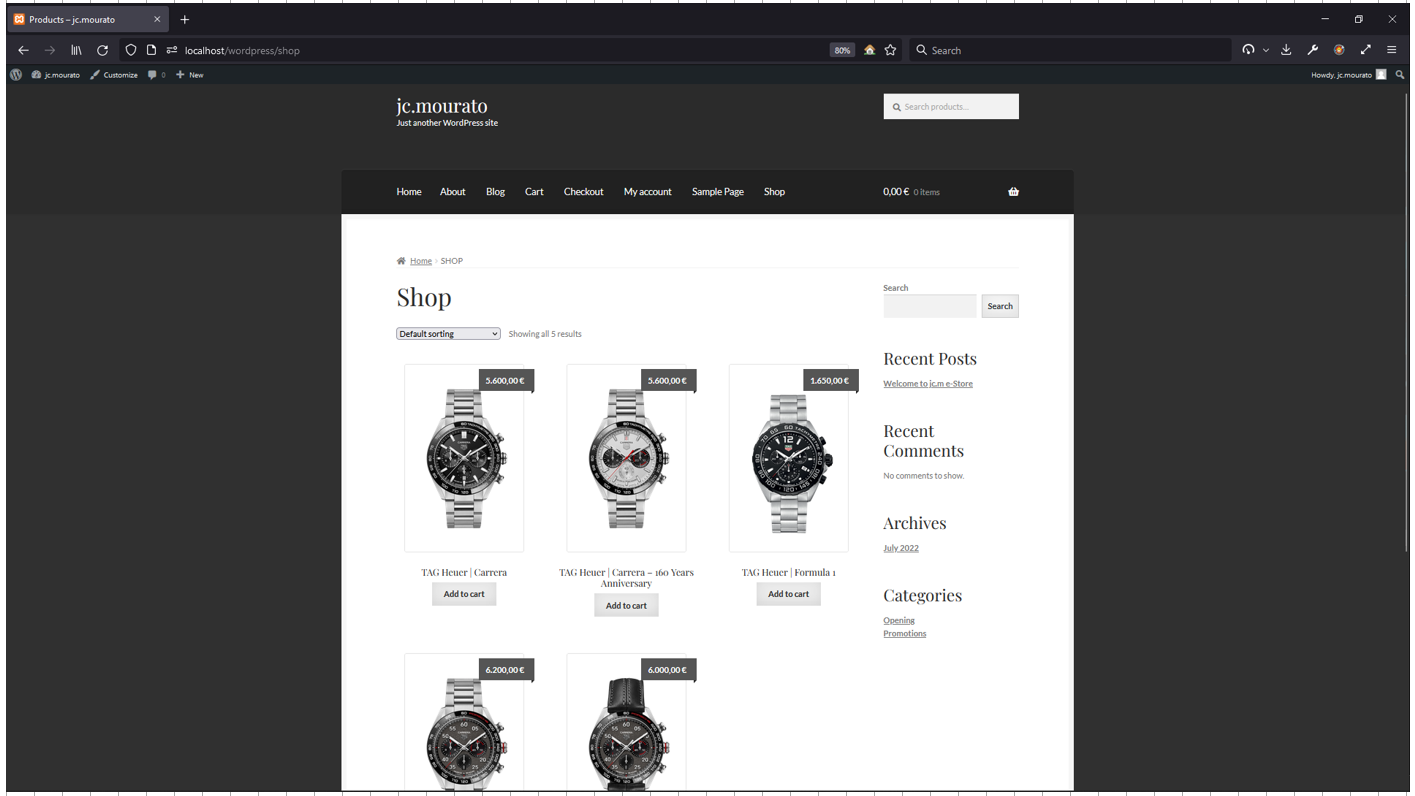 Products – jc.mourato
localhost/wordpress/shop
80%
Search
jc.mourato
Customize
0
New
Howdy, jc.mourato
jc.mourato
Just another WordPress site
Search products…
Home
About
Blog
Cart
Checkout
My account
Sample Page
Shop
0,00 €
0 items
Home
SHOP
Shop
Default sorting
Showing all 5 results
5.600,00 €
TAG Heuer | Carrera
Add to cart
5.600,00 €
TAG Heuer | Carrera – 160 Years
Anniversary
Add to cart
1.650,00 €
TAG Heuer | Formula 1
Add to cart
6.200,00 €
6.000,00 €
Search
Search
Recent Posts
Welcome to jc.m e-Store
Recent
Comments
No comments to show.
Archives
July 2022
Categories
Opening
Promotions